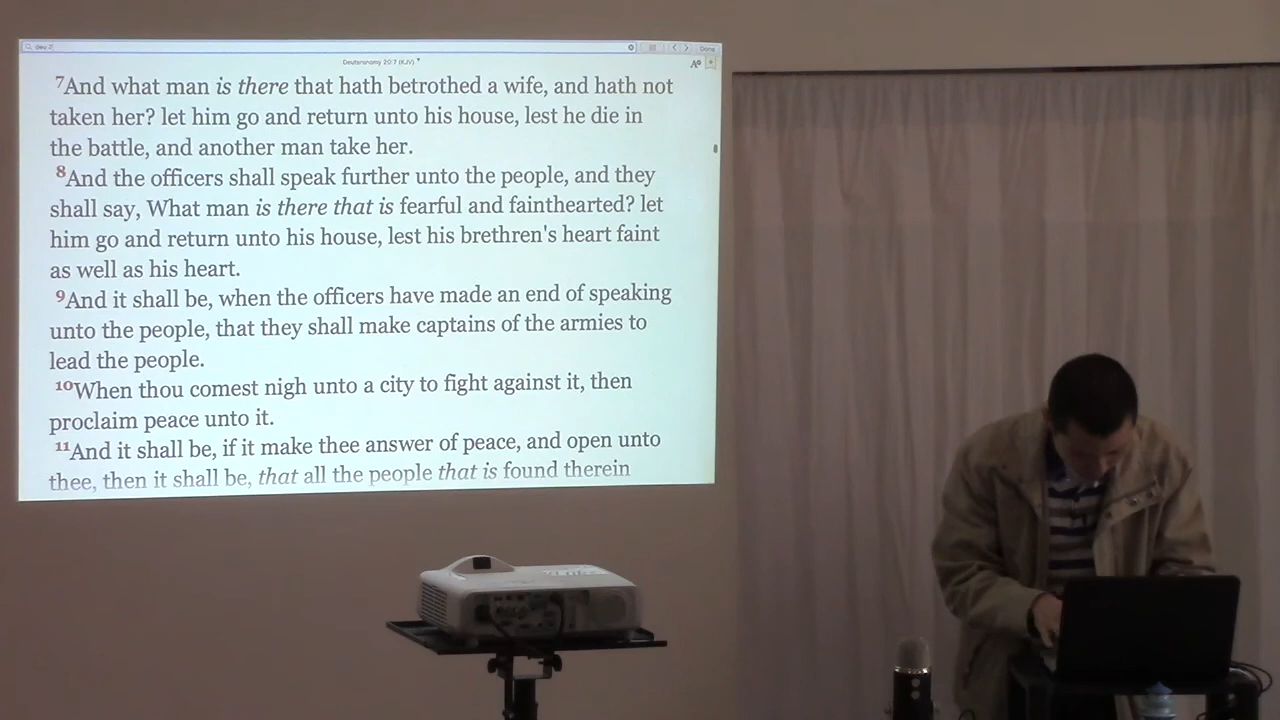 deu 2
Done
Deuteronomy 20:7 (KJV)
7And what man is there that hath betrothed a wife, and hath not
taken her? let him go and return unto his house, lest he die in
the battle, and another man take her.
8And the officers shall speak further unto the people, and they
shall say, What man is there that is fearful and fainthearted? let
him go and return unto his house, lest his brethren's heart faint
as well as his heart.
9And it shall be, when the officers have made an end of speaking
unto the people, that they shall make captains of the armies to
lead the people.
10When thou comest nigh unto a city to fight against it, then
proclaim peace unto it.
11And it shall be, if it make thee answer of peace, and open unto
thee, then it shall be, that all the people that is found therein